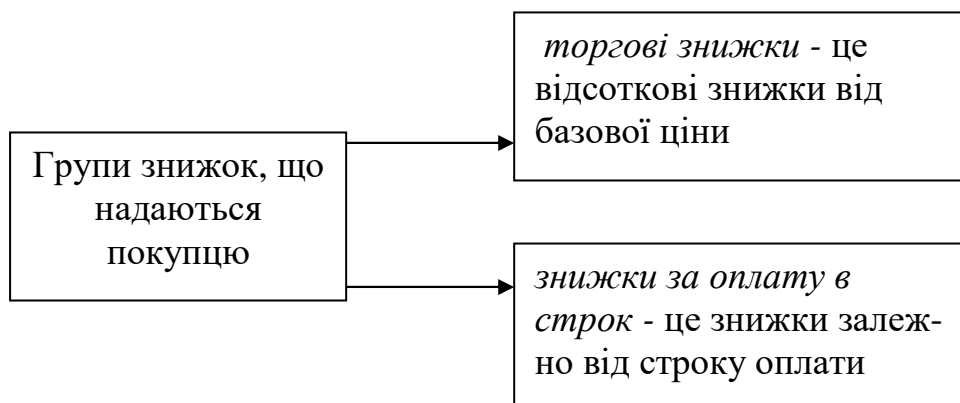 Групи знижок, що
надаються
покупцю
торгові знижки - це
відсоткові знижки від
базової ціни
знижки за оплату в
строк - це знижки залеж-
но від строку оплати